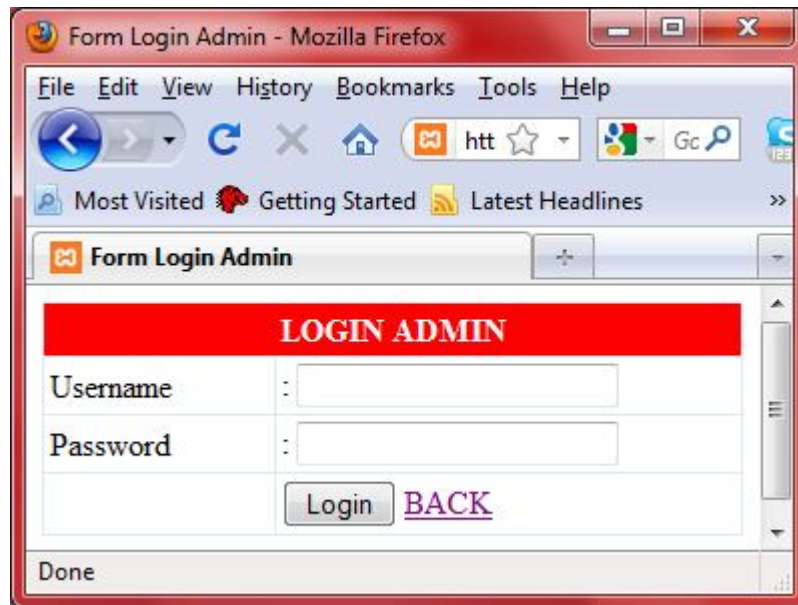 Form Login Admin - Mozilla Firefox
File Edit View History Bookmarks Tools Help
htt Gc
Most Visited Getting Started Latest Headlines »
Form Login Admin
LOGIN ADMIN
Username :
Password :
Login BACK
Done